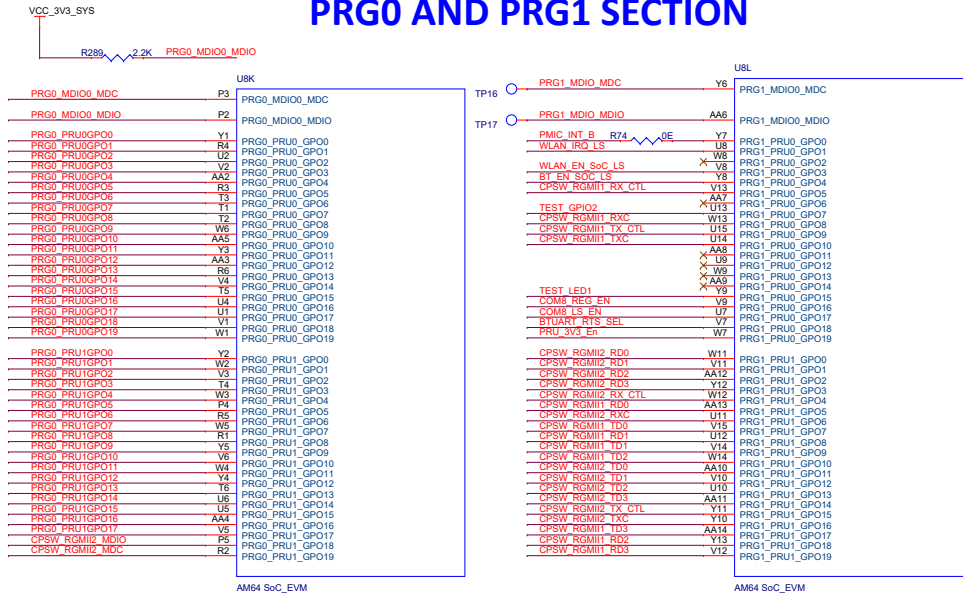 PRG0 AND PRG1 SECTION
VCC_3V3_SYS
R289 2.2K PRG0_MDIO0_MDIO
U8K
PRG0_MDIO0_MDC P3 PRG0_MDIO0_MDC
PRG0_MDIO0_MDIO P2 PRG0_MDIO0_MDIO
PRG0_PRU0GPO0 Y1 PRG0_PRU0_GPO0
PRG0_PRU0GPO1 R4 PRG0_PRU0_GPO1
PRG0_PRU0GPO2 U2 PRG0_PRU0_GPO2
PRG0_PRU0GPO3 V2 PRG0_PRU0_GPO3
PRG0_PRU0GPO4 AA2 PRG0_PRU0_GPO4
PRG0_PRU0GPO5 R3 PRG0_PRU0_GPO5
PRG0_PRU0GPO6 T3 PRG0_PRU0_GPO6
PRG0_PRU0GPO7 T1 PRG0_PRU0_GPO7
PRG0_PRU0GPO8 T2 PRG0_PRU0_GPO8
PRG0_PRU0GPO9 W6 PRG0_PRU0_GPO9
PRG0_PRU0GPO10 AA5 PRG0_PRU0_GPO10
PRG0_PRU0GPO11 Y3 PRG0_PRU0_GPO11
PRG0_PRU0GPO12 AA3 PRG0_PRU0_GPO12
PRG0_PRU0GPO13 R6 PRG0_PRU0_GPO13
PRG0_PRU0GPO14 V4 PRG0_PRU0_GPO14
PRG0_PRU0GPO15 T5 PRG0_PRU0_GPO15
PRG0_PRU0GPO16 U4 PRG0_PRU0_GPO16
PRG0_PRU0GPO17 U1 PRG0_PRU0_GPO17
PRG0_PRU0GPO18 V1 PRG0_PRU0_GPO18
PRG0_PRU0GPO19 W1 PRG0_PRU0_GPO19
PRG0_PRU1GPO0 Y2 PRG0_PRU1_GPO0
PRG0_PRU1GPO1 W2 PRG0_PRU1_GPO1
PRG0_PRU1GPO2 V3 PRG0_PRU1_GPO2
PRG0_PRU1GPO3 T4 PRG0_PRU1_GPO3
PRG0_PRU1GPO4 W3 PRG0_PRU1_GPO4
PRG0_PRU1GPO5 P4 PRG0_PRU1_GPO5
PRG0_PRU1GPO6 R5 PRG0_PRU1_GPO6
PRG0_PRU1GPO7 W5 PRG0_PRU1_GPO7
PRG0_PRU1GPO8 R1 PRG0_PRU1_GPO8
PRG0_PRU1GPO9 Y5 PRG0_PRU1_GPO9
PRG0_PRU1GPO10 V6 PRG0_PRU1_GPO10
PRG0_PRU1GPO11 W4 PRG0_PRU1_GPO11
PRG0_PRU1GPO12 Y4 PRG0_PRU1_GPO12
PRG0_PRU1GPO13 T6 PRG0_PRU1_GPO13
PRG0_PRU1GPO14 U6 PRG0_PRU1_GPO14
PRG0_PRU1GPO15 U5 PRG0_PRU1_GPO15
PRG0_PRU1GPO16 AA4 PRG0_PRU1_GPO16
PRG0_PRU1GPO17 V5 PRG0_PRU1_GPO17
CPSW_RGMII2_MDIO P5 PRG0_PRU1_GPO18
CPSW_RGMII2_MDC R2 PRG0_PRU1_GPO19
AM64 SoC_EVM
U8L
TP16 PRG1_MDIO_MDC Y6 PRG1_MDIO0_MDC
TP17 PRG1_MDIO_MDIO AA6 PRG1_MDIO0_MDIO
PMIC_INT_B R74 0E Y7 PRG1_PRU0_GPO0
WLAN_IRQ_LS U8 PRG1_PRU0_GPO1
W8 PRG1_PRU0_GPO2
WLAN_EN_SoC_LS V8 PRG1_PRU0_GPO3
BT_EN_SOC_LS Y8 PRG1_PRU0_GPO4
CPSW_RGMII1_RX_CTL V13 PRG1_PRU0_GPO5
AA7 PRG1_PRU0_GPO6
TEST_GPIO2 U13 PRG1_PRU0_GPO7
CPSW_RGMII1_RXC W13 PRG1_PRU0_GPO8
CPSW_RGMII1_TX_CTL U15 PRG1_PRU0_GPO9
CPSW_RGMII1_TXC U14 PRG1_PRU0_GPO10
AA8 PRG1_PRU0_GPO11
U9 PRG1_PRU0_GPO12
W9 PRG1_PRU0_GPO13
AA9 PRG1_PRU0_GPO14
TEST_LED1 Y9 PRG1_PRU0_GPO15
COM8_REG_EN V9 PRG1_PRU0_GPO16
COM8_LS_EN U7 PRG1_PRU0_GPO17
BTUART_RTS_SEL V7 PRG1_PRU0_GPO18
PRU_3V3_En W7 PRG1_PRU0_GPO19
CPSW_RGMII2_RD0 W11 PRG1_PRU1_GPO0
CPSW_RGMII2_RD1 V11 PRG1_PRU1_GPO1
CPSW_RGMII2_RD2 AA12 PRG1_PRU1_GPO2
CPSW_RGMII2_RD3 Y12 PRG1_PRU1_GPO3
CPSW_RGMII2_RX_CTL W12 PRG1_PRU1_GPO4
CPSW_RGMII1_RD0 AA13 PRG1_PRU1_GPO5
CPSW_RGMII2_RXC U11 PRG1_PRU1_GPO6
CPSW_RGMII1_TD0 V15 PRG1_PRU1_GPO7
CPSW_RGMII1_RD1 U12 PRG1_PRU1_GPO8
CPSW_RGMII1_TD1 V14 PRG1_PRU1_GPO9
CPSW_RGMII1_TD2 W14 PRG1_PRU1_GPO10
CPSW_RGMII2_TD0 AA10 PRG1_PRU1_GPO11
CPSW_RGMII2_TD1 V10 PRG1_PRU1_GPO12
CPSW_RGMII2_TD2 U10 PRG1_PRU1_GPO13
CPSW_RGMII2_TD3 AA11 PRG1_PRU1_GPO14
CPSW_RGMII2_TX_CTL Y11 PRG1_PRU1_GPO15
CPSW_RGMII2_TXC Y10 PRG1_PRU1_GPO16
CPSW_RGMII1_TD3 AA14 PRG1_PRU1_GPO17
CPSW_RGMII1_RD2 Y13 PRG1_PRU1_GPO18
CPSW_RGMII1_RD3 V12 PRG1_PRU1_GPO19
AM64 SoC_EVM